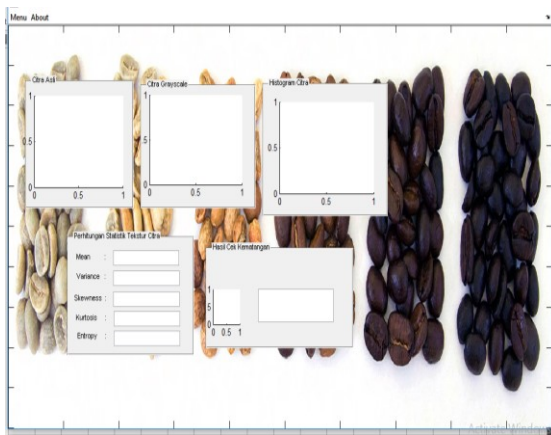 Menu About
Citra Asli
1
0.5
0
0 0.5 1
Citra Grayscale
1
0.5
0
0 0.5 1
Histogram Citra
1
0.5
0
0 0.5 1
Perhitungan Statistik Tekstur Citra
Mean :
Variance :
Skewness :
Kurtosis :
Entropy :
Hasil Cek Kematangan
1
5
0
0 0.5 1
Activate Windows